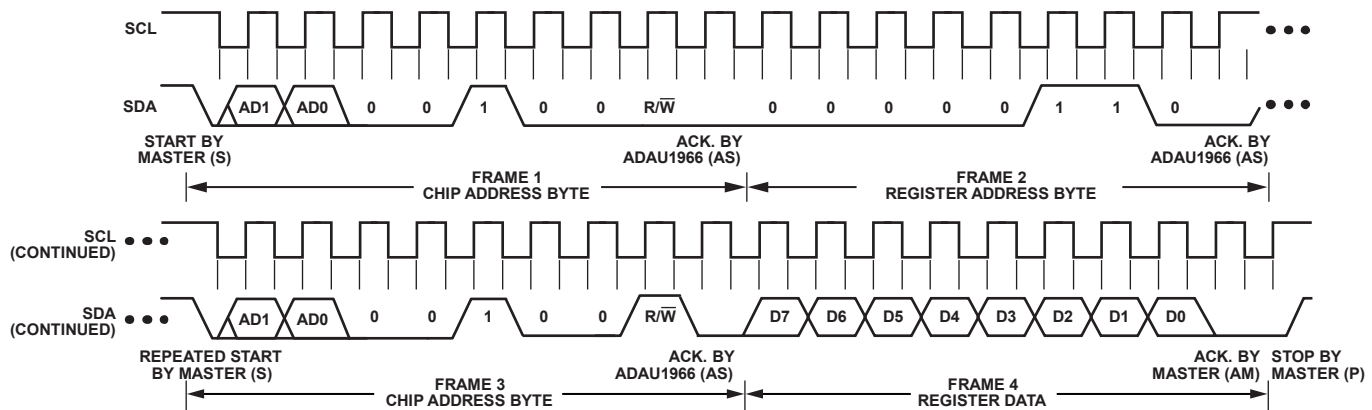 SCL
SDA
AD1 AD0 0 0 1 0 0 R/W̅ 0 0 0 0 0 1 1 0
START BY
MASTER (S)
ACK. BY
ADAU1966 (AS)
ACK. BY
ADAU1966 (AS)
FRAME 1
CHIP ADDRESS BYTE
FRAME 2
REGISTER ADDRESS BYTE
SCL
(CONTINUED)
SDA
(CONTINUED)
AD1 AD0 0 0 1 0 0 R/W̅ D7 D6 D5 D4 D3 D2 D1 D0
REPEATED START
BY MASTER (S)
ACK. BY
ADAU1966 (AS)
ACK. BY
MASTER (AM)
STOP BY
MASTER (P)
FRAME 3
CHIP ADDRESS BYTE
FRAME 4
REGISTER DATA